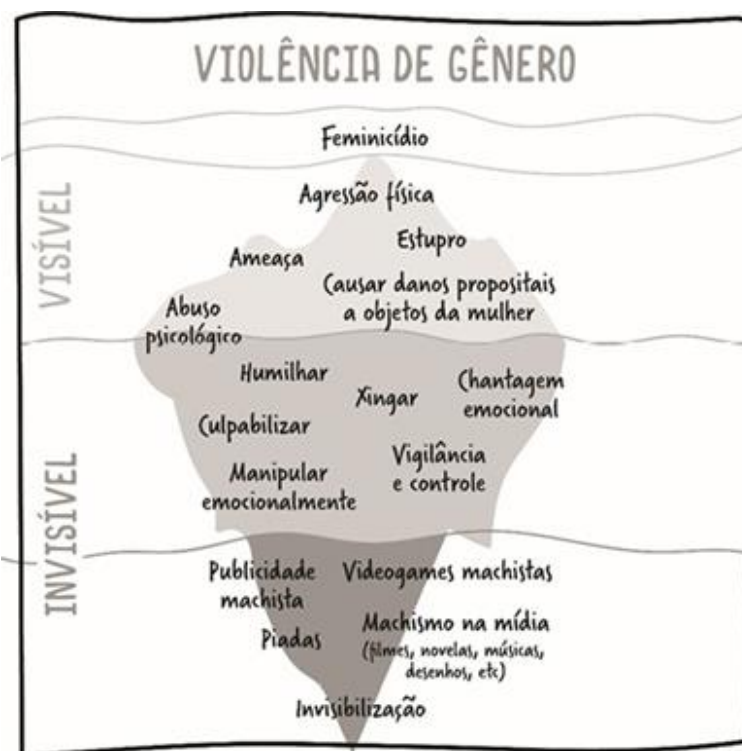 VIOLÊNCIA DE GÊNERO
VISÍVEL
Feminicídio
Agressão física
Estupro
Ameaça
Causar danos propositais
a objetos da mulher
Abuso
psicológico
INVISÍVEL
Humilhar
Xingar
Chantagem
emocional
Culpabilizar
Vigilância
e controle
Manipular
emocionalmente
Publicidade
machista
Videogames machistas
Piadas
Machismo na mídia
(filmes, novelas, músicas,
desenhos, etc)
Invisibilização